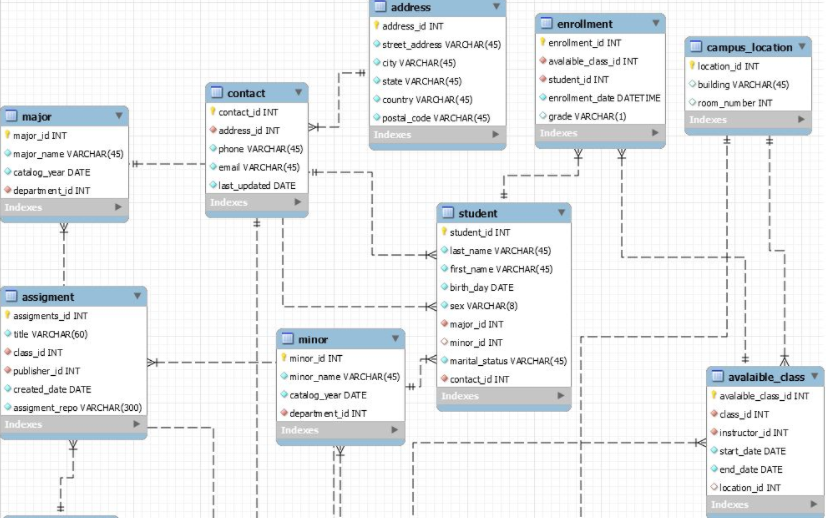 address
address_id INT
street_address VARCHAR(45)
city VARCHAR(45)
state VARCHAR(45)
country VARCHAR(45)
postal_code VARCHAR(45)
Indexes
enrollment
enrollment_id INT
avalaible_class_id INT
student_id INT
enrollment_date DATETIME
grade VARCHAR(1)
Indexes
campus_location
location_id INT
building VARCHAR(45)
room_number INT
Indexes
contact
contact_id INT
address_id INT
phone VARCHAR(45)
email VARCHAR(45)
last_updated DATE
Indexes
major
major_id INT
major_name VARCHAR(45)
catalog_year DATE
department_id INT
Indexes
student
student_id INT
last_name VARCHAR(45)
first_name VARCHAR(45)
birth_day DATE
sex VARCHAR(8)
major_id INT
minor_id INT
marital_status VARCHAR(45)
contact_id INT
Indexes
assigment
assigments_id INT
title VARCHAR(60)
class_id INT
publisher_id INT
created_date DATE
assigment_repo VARCHAR(300)
Indexes
minor
minor_id INT
minor_name VARCHAR(45)
catalog_year DATE
department_id INT
Indexes
avalaible_class
avalaible_class_id INT
class_id INT
instructor_id INT
start_date DATE
end_date DATE
location_id INT
Indexes